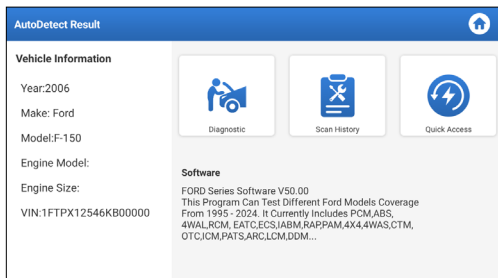 AutoDetect Result
Vehicle Information
Year:2006
Make: Ford
Model:F-150
Engine Model:
Engine Size:
VIN:1FTPX12546KB00000
Diagnostic
Scan History
Quick Access
Software
FORD Series Software V50.00
This Program Can Test Different Ford Models Coverage
From 1995 - 2024. It Currently Includes PCM,ABS,
4WAL,RCM, EATC,ECS,IABM,RAP,PAM,4X4,4WAS,CTM,
OTC,ICM,PATS,ARC,LCM,DDM...